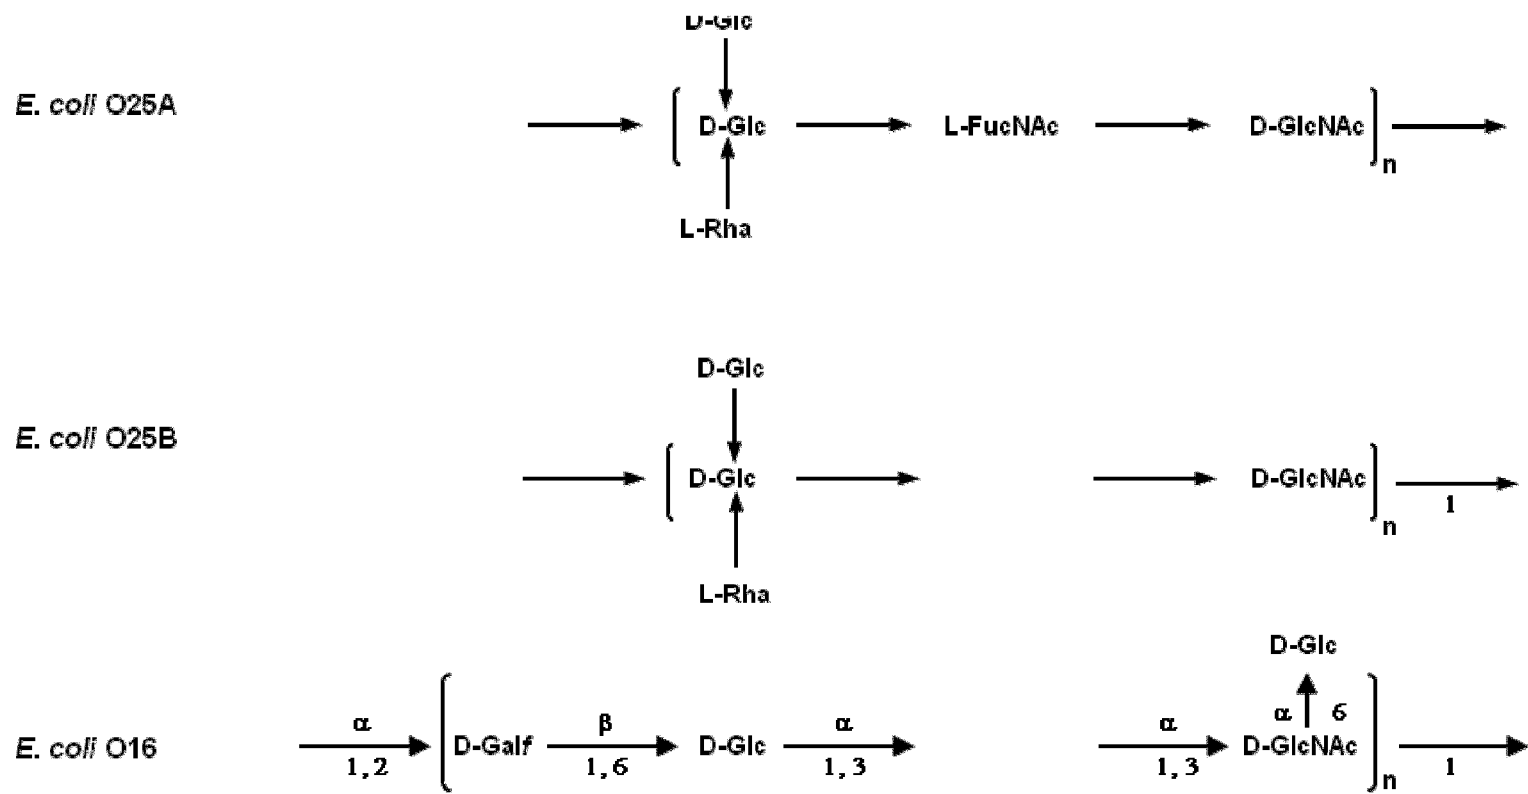 D-Glc
E. coli O25A
[ D-Glc L-FucNAc D-GlcNAc ] n
L-Rha
D-Glc
E. coli O25B
[ D-Glc D-GlcNAc ] n 1
L-Rha
D-Glc
α β α α α 6
E. coli O16 [ D-Galf D-Glc D-GlcNAc ] n
1,2 1,6 1,3 1,3 1